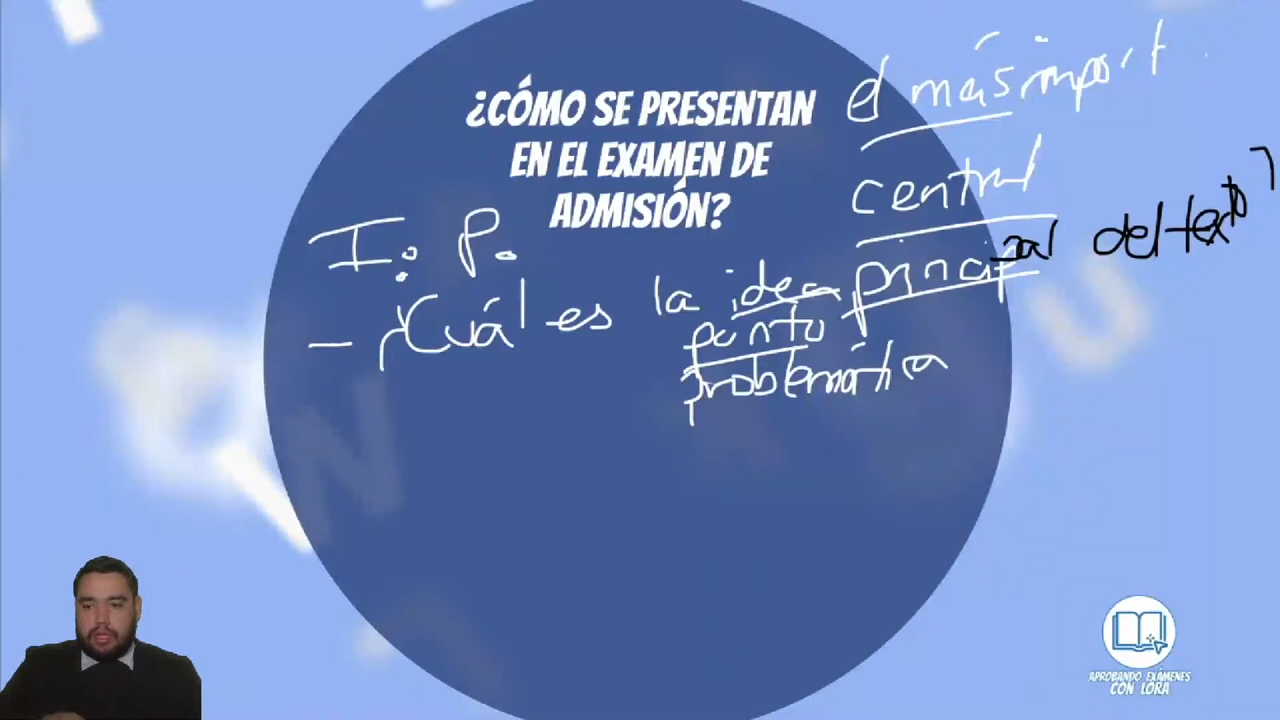 ¿CÓMO SE PRESENTAN
EN EL EXAMEN DE
ADMISIÓN?
el más import
central
I. P.
- ¿Cuál es la idea principal del texto?
punto
problemática
APROBANDO EXÁMENES
CON LORA